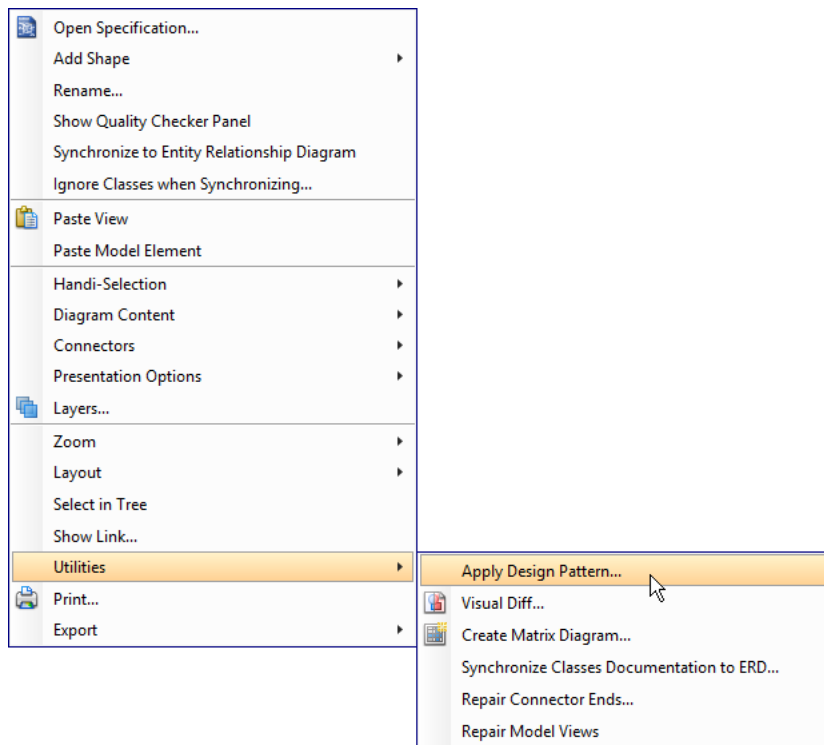 Open Specification...
Add Shape
Rename...
Show Quality Checker Panel
Synchronize to Entity Relationship Diagram
Ignore Classes when Synchronizing...
Paste View
Paste Model Element
Handi-Selection
Diagram Content
Connectors
Presentation Options
Layers...
Zoom
Layout
Select in Tree
Show Link...
Utilities
Print...
Export
Apply Design Pattern...
Visual Diff...
Create Matrix Diagram...
Synchronize Classes Documentation to ERD...
Repair Connector Ends...
Repair Model Views